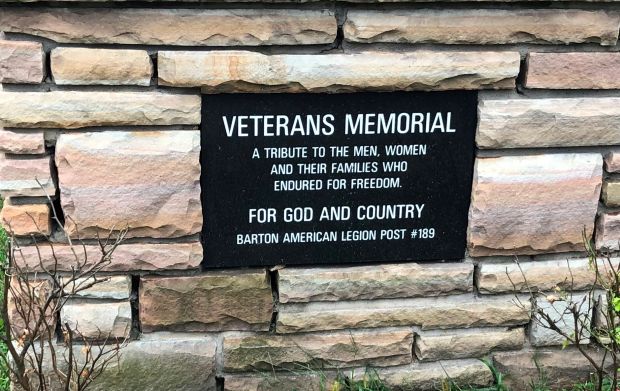 VETERANS MEMORIAL
A TRIBUTE TO THE MEN, WOMEN
AND THEIR FAMILIES WHO
ENDURED FOR FREEDOM.
FOR GOD AND COUNTRY
BARTON AMERICAN LEGION POST #189